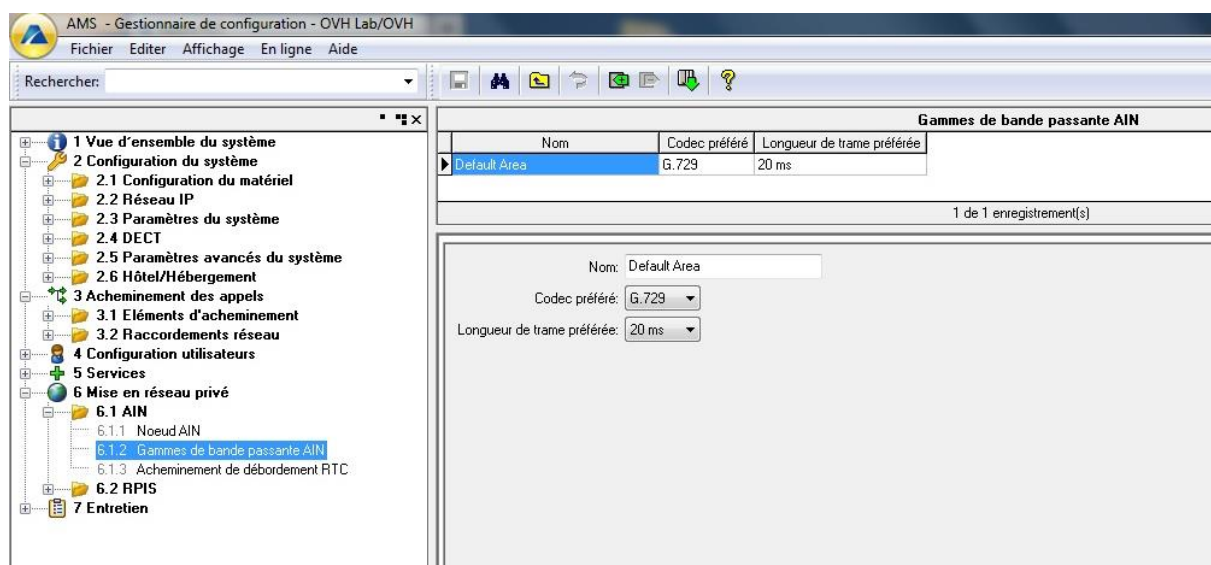 AMS - Gestionnaire de configuration - OVH Lab/OVH
Fichier Editer Affichage En ligne Aide
Rechercher:
1 Vue d'ensemble du système
2 Configuration du système
2.1 Configuration du matériel
2.2 Réseau IP
2.3 Paramètres du système
2.4 DECT
2.5 Paramètres avancés du système
2.6 Hôtel/Hébergement
3 Acheminement des appels
3.1 Eléments d'acheminement
3.2 Raccordements réseau
4 Configuration utilisateurs
5 Services
6 Mise en réseau privé
6.1 AIN
6.1.1 Noeud AIN
6.1.2 Gammes de bande passante AIN
6.1.3 Acheminement de débordement RTC
6.2 RPIS
7 Entretien
Gammes de bande passante AIN
Nom Codec préféré Longueur de trame préférée
Default Area G.729 20 ms
1 de 1 enregistrement(s)
Nom: Default Area
Codec préféré: G.729
Longueur de trame préférée: 20 ms